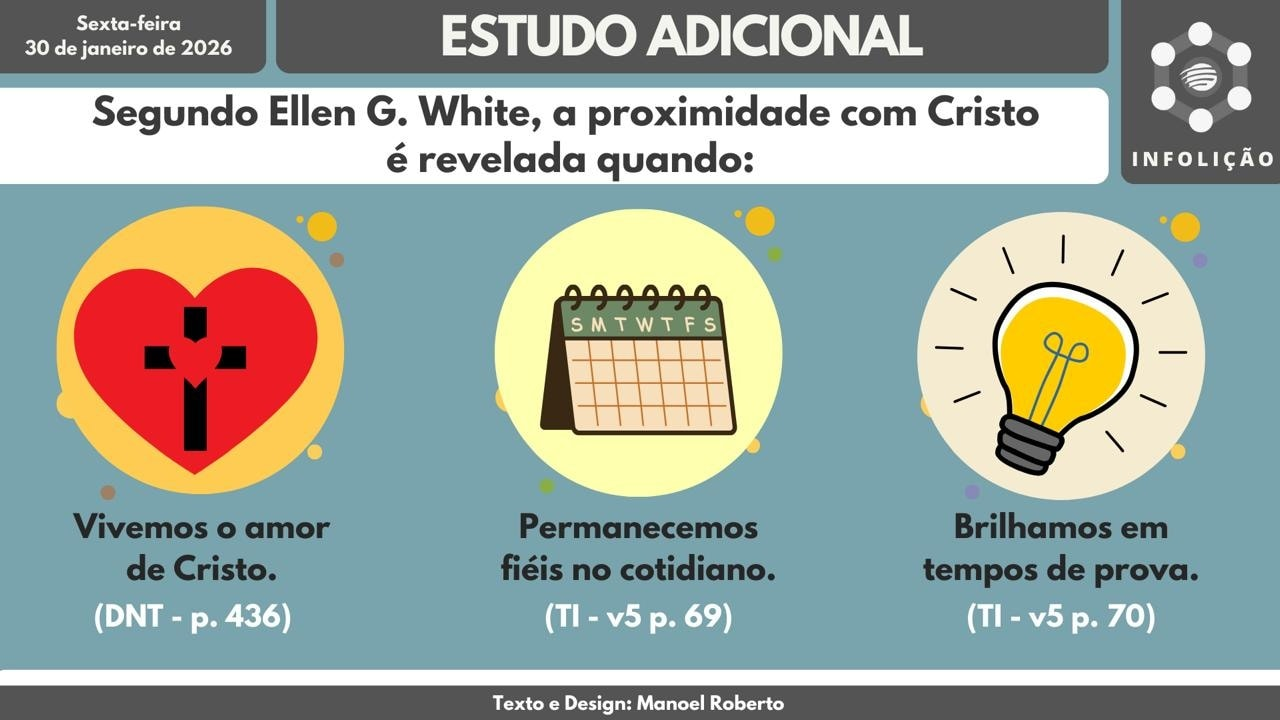 Sexta-feira
30 de janeiro de 2026
ESTUDO ADICIONAL
INFOLIÇÃO
Segundo Ellen G. White, a proximidade com Cristo
é revelada quando:
S M T W T F S
Vivemos o amor
de Cristo.
(DNT - p. 436)
Permanecemos
fiéis no cotidiano.
(TI - v5 p. 69)
Brilhamos em
tempos de prova.
(TI - v5 p. 70)
Texto e Design: Manoel Roberto